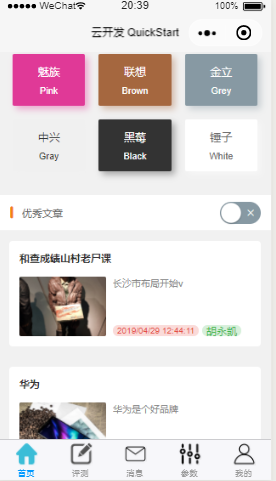 WeChat 20:39 100%
云开发 QuickStart
魅族 联想 金立
Pink Brown Grey
中兴 黑莓 锤子
Gray Black White
优秀文章
和查成绩山村老尸课
长沙市布局开始v
2019/04/29 12:44:11 胡永凯
华为
华为是个好品牌
首页 评测 消息 参数 我的